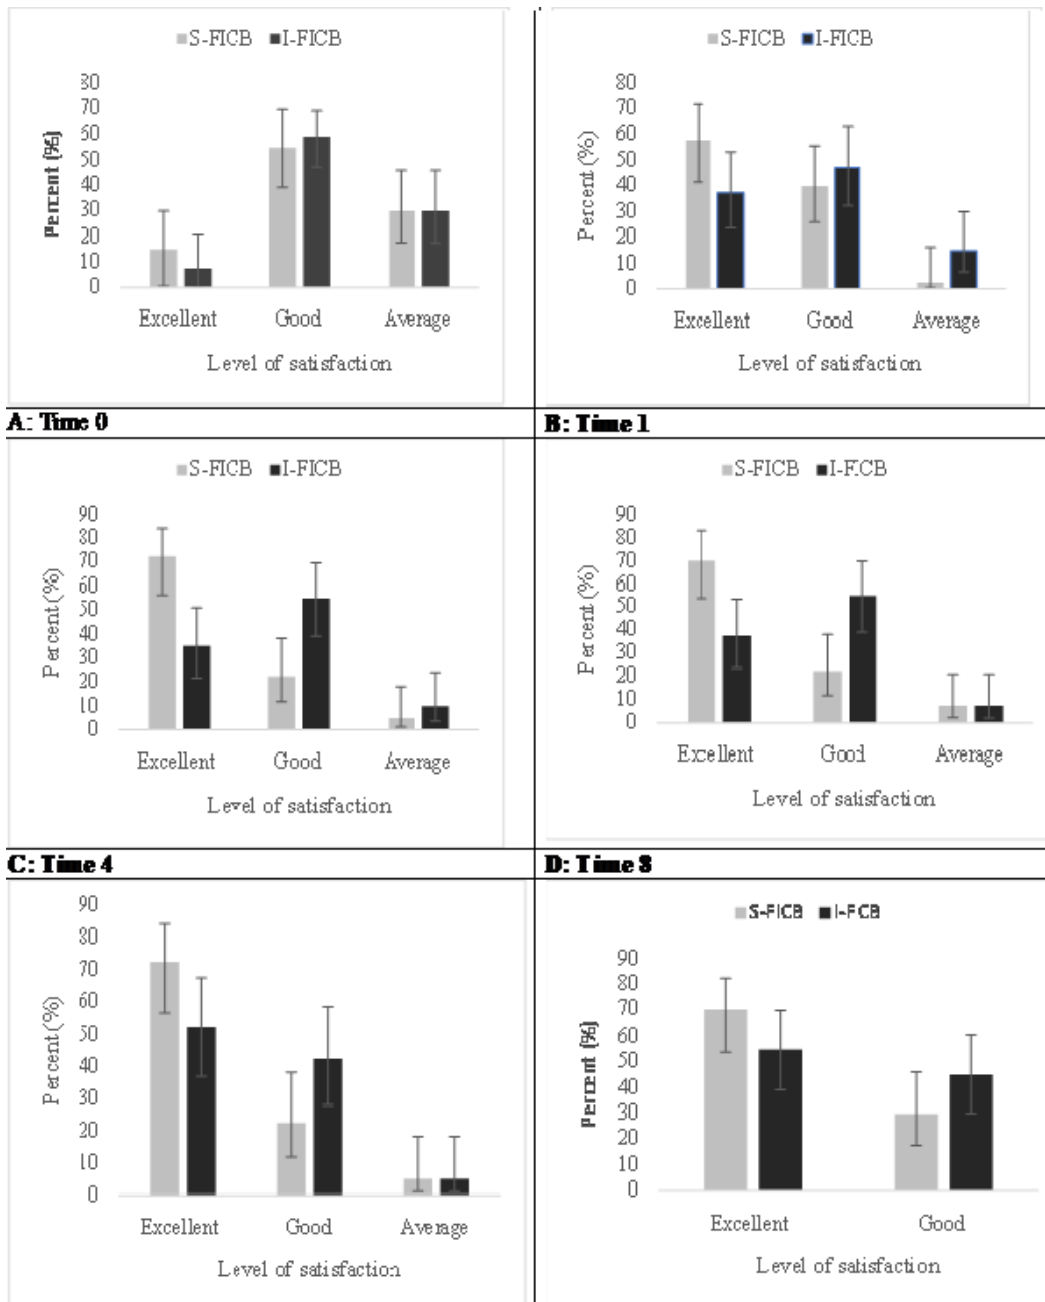 S-FICB I-FICB
80
70
60
50
40
30
20
10
0
Percent (%)
Excellent Good Average
Level of satisfaction
A: Time 0
S-FICB I-FICB
80
70
60
50
40
30
20
10
0
Percent (%)
Excellent Good Average
Level of satisfaction
B: Time 1
S-FICB I-FICB
90
80
70
60
50
40
30
20
10
0
Percent (%)
Excellent Good Average
Level of satisfaction
C: Time 4
S-FICB I-FICB
90
80
70
60
50
40
30
20
10
0
Percent (%)
Excellent Good Average
Level of satisfaction
D: Time 8
90
80
70
60
50
40
30
20
10
0
Percent (%)
Excellent Good Average
Level of satisfaction
S-FICB I-FICB
90
80
70
60
50
40
30
20
10
0
Percent (%)
Excellent Good
Level of satisfaction